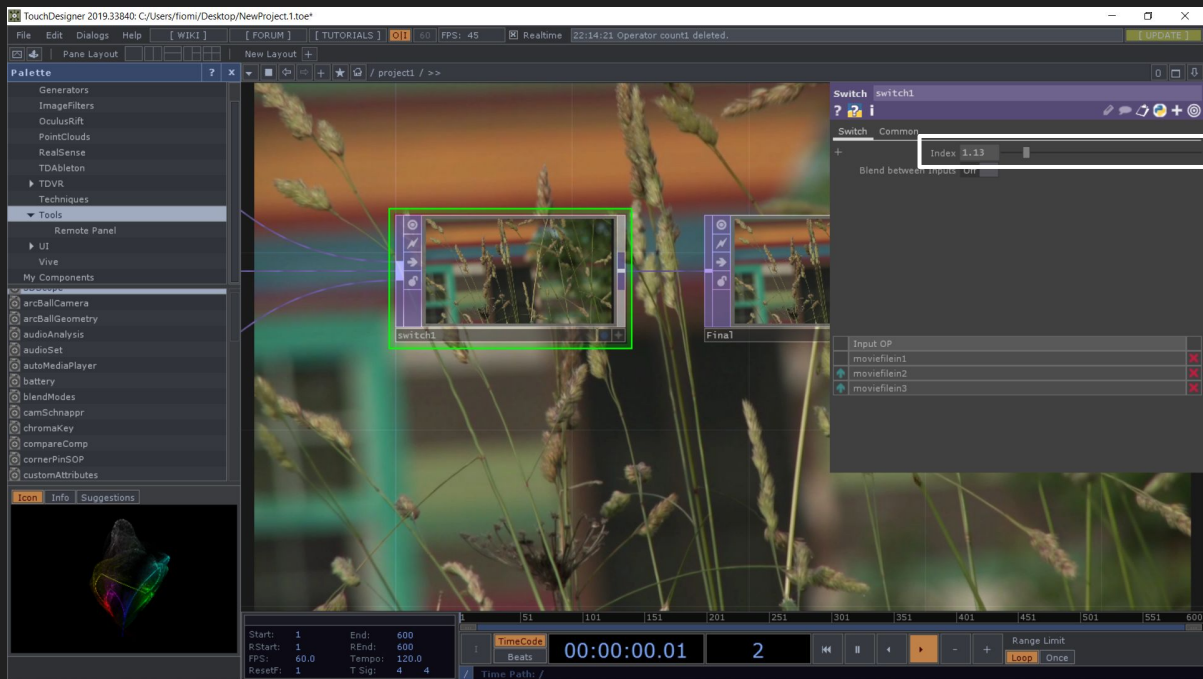 TouchDesigner 2019.33840: C:/Users/fiomi/Desktop/NewProject.1.toe*
File Edit Dialogs Help [ WIKI ] [ FORUM ] [ TUTORIALS ] O|I 60 FPS: 45 Realtime 22:14:21 Operator count1 deleted. [ UPDATE ]
Pane Layout New Layout +
Palette ? x / project1 / >> 0
Generators
ImageFilters
OculusRift
PointClouds
RealSense
TDAbleton
TDVR
Techniques
Tools
Remote Panel
UI
Vive
My Components
arcBallCamera
arcBallGeometry
audioAnalysis
audioSet
autoMediaPlayer
battery
blendModes
camSchnappr
chromaKey
compareComp
cornerPinSOP
customAttributes
Icon Info Suggestions
switch1
Final
Switch switch1
? ? i
Switch Common
+ Index 1.13
Blend between Inputs Off
Input OP
moviefilein1
moviefilein2
moviefilein3
1 51 101 151 201 251 301 351 401 451 501 551 600
Start: 1 End: 600
RStart: 1 REnd: 600
FPS: 60.0 Tempo: 120.0
ResetF: 1 T Sig: 4 4
TimeCode
Beats
00:00:00.01 2
- +
Range Limit
Loop Once
/ Time Path: /